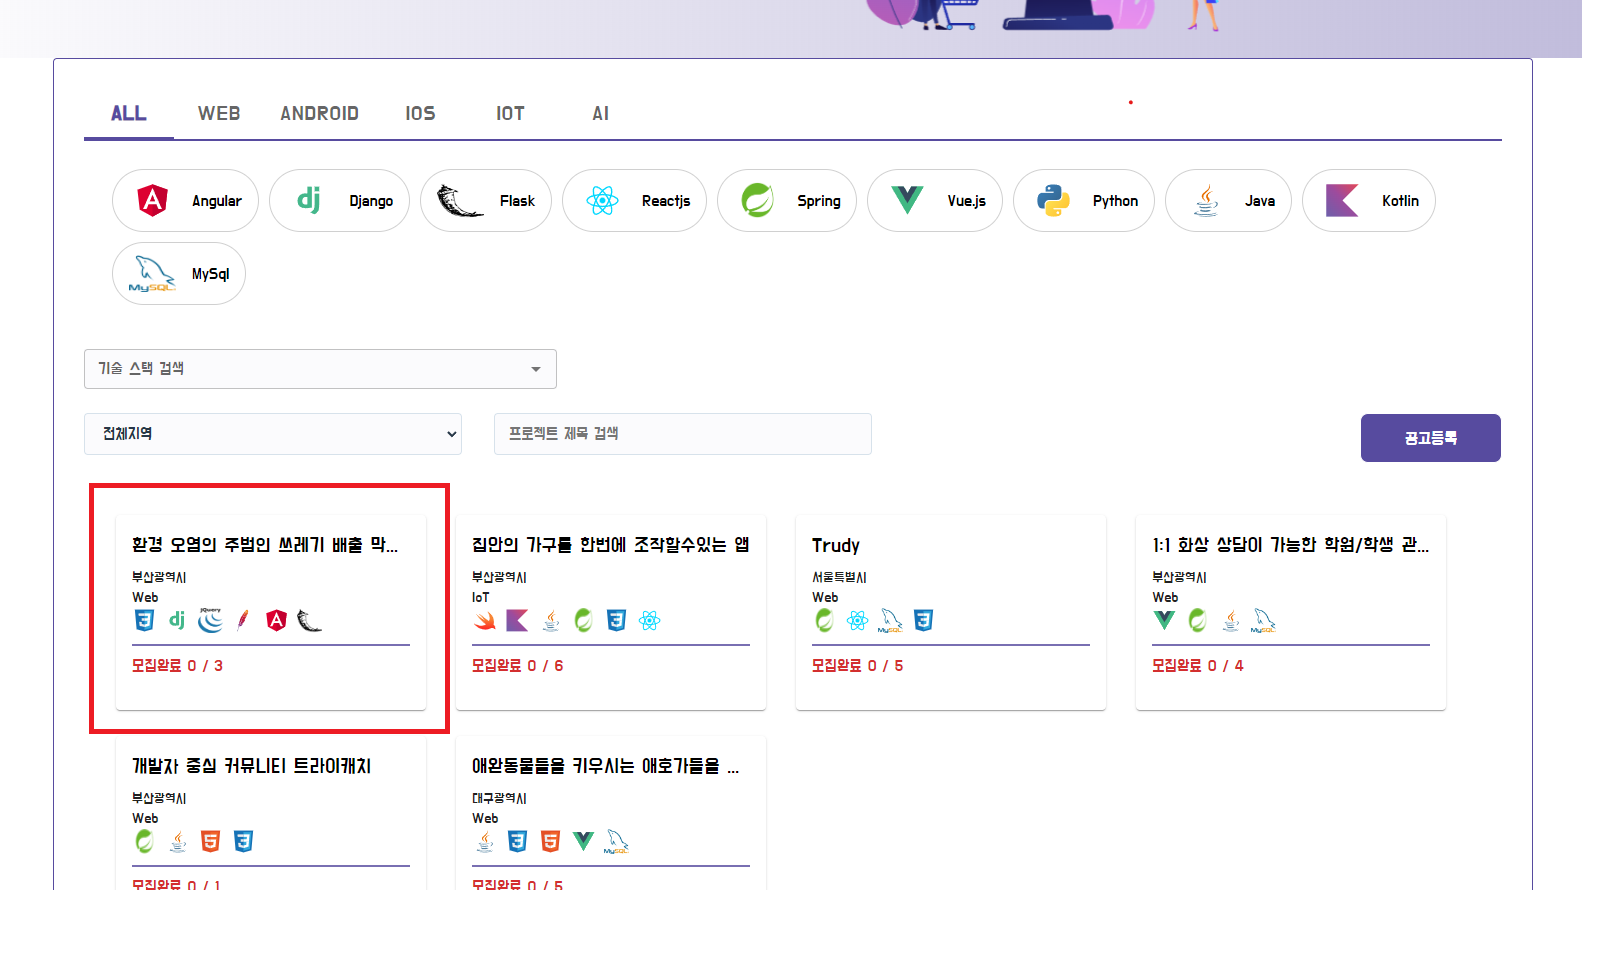 ALL WEB ANDROID IOS IOT AI
Angular Django Flask Reactjs Spring Vue.js Python Java Kotlin
MySQL MySql
기술 스택 검색
전체지역 프로젝트 제목 검색 공고등록
환경 오염의 주범인 쓰레기 배출 막...
부산광역시
Web
jQuery
모집완료 0 / 3
집안의 가구를 한번에 조작할수있는 앱
부산광역시
IoT
모집완료 0 / 6
Trudy
서울특별시
Web
MySQL
모집완료 0 / 5
1:1 화상 상담이 가능한 학원/학생 관...
부산광역시
Web
MySQL
모집완료 0 / 4
개발자 중심 커뮤니티 트라이캐치
부산광역시
Web
모집완료 0 / 1
애완동물들을 키우시는 애호가들을 ...
대구광역시
Web
MySQL
모집완료 0 / 5